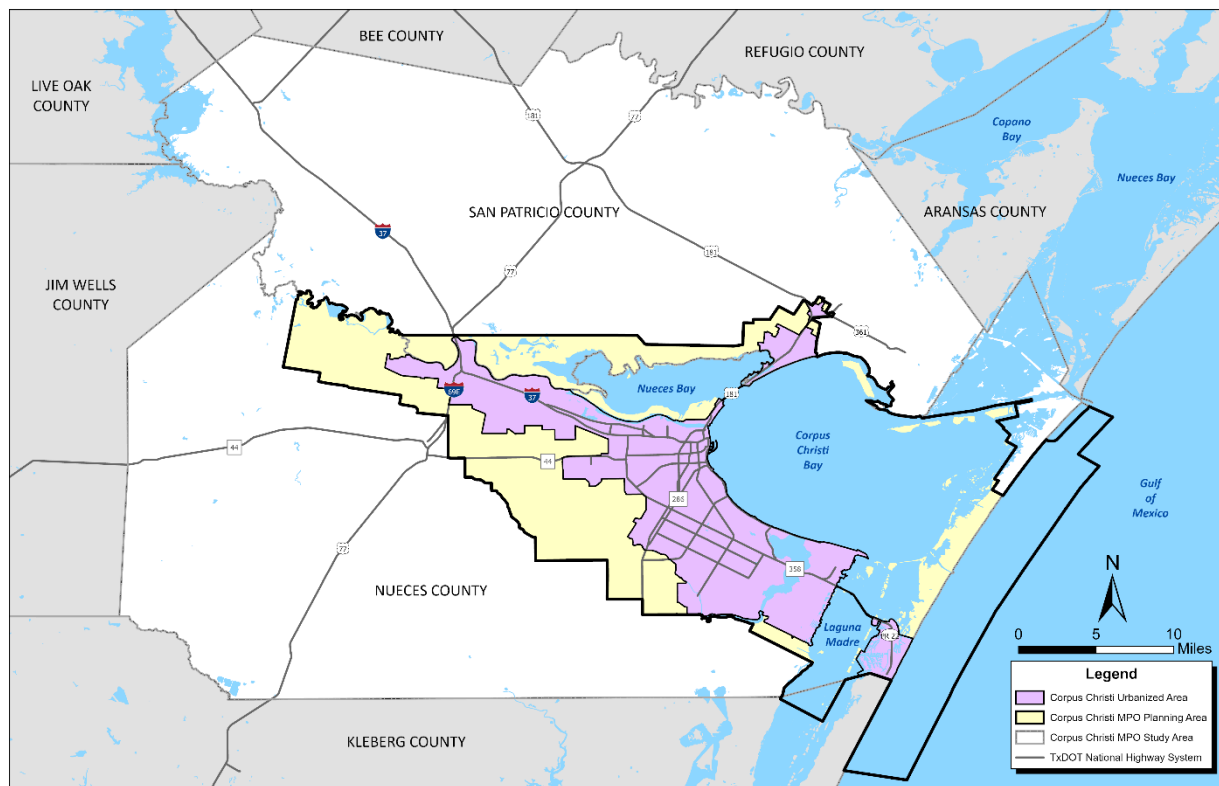 BEE COUNTY
REFUGIO COUNTY
LIVE OAK
COUNTY
181
77
Copano
Bay
Nueces Bay
SAN PATRICIO COUNTY
ARANSAS COUNTY
37
77
181
JIM WELLS
COUNTY
361
Nueces Bay
69E
37
181
44
44
Corpus
Christi
Bay
Gulf
of
Mexico
286
77
358
NUECES COUNTY
Laguna
Madre
PR 22
N
0 5 10
Miles
KLEBERG COUNTY
Legend
Corpus Christi Urbanized Area
Corpus Christi MPO Planning Area
Corpus Christi MPO Study Area
TxDOT National Highway System